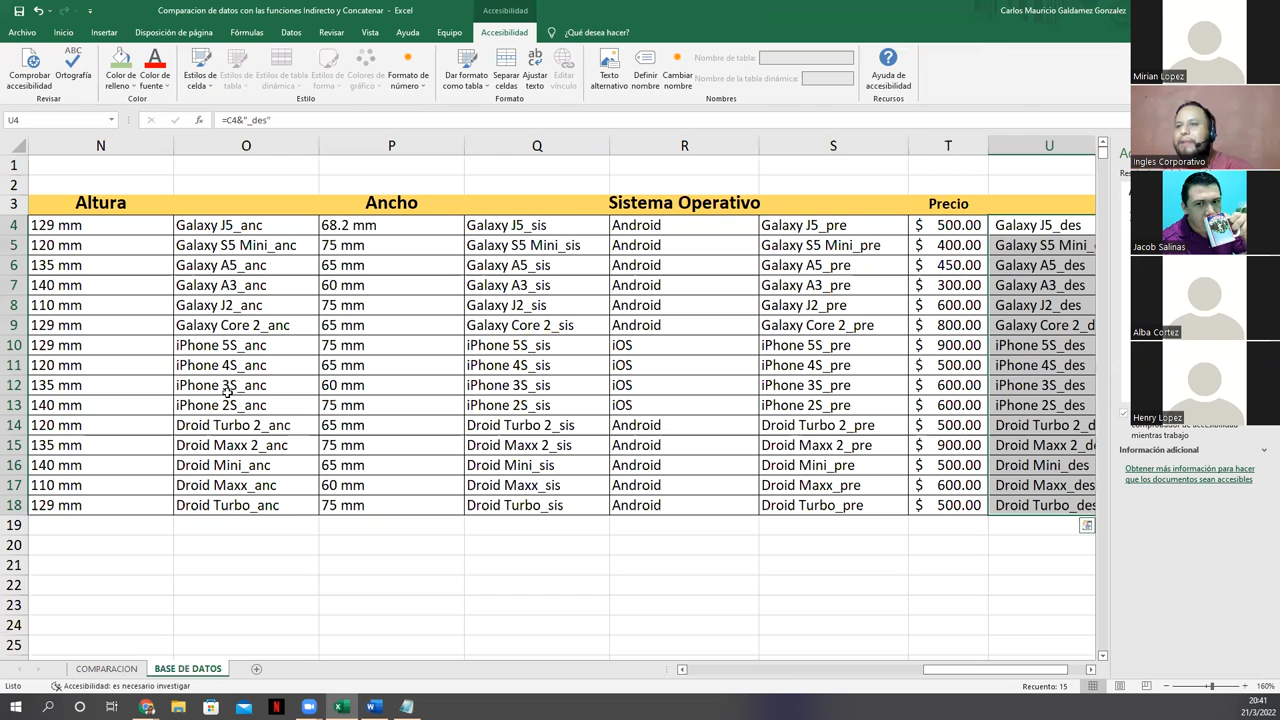 Comparacion de datos con las funciones Indirecto y Concatenar - Excel
Accesibilidad
Carlos Mauricio Galdamez Gonzalez
Archivo Inicio Insertar Disposición de página Fórmulas Datos Revisar Vista Ayuda Equipo Accesibilidad ¿Qué desea hacer?
Comprobar accesibilidad
Ortografía
Color de relleno
Color de fuente
Estilos de celda
Estilos de tabla
Estilos de tabla dinámica
Estilos de forma
Colores de gráfico
Formato de número
Dar formato como tabla
Separar celdas
Ajustar texto
Editar vínculo
Texto alternativo
Definir nombre
Cambiar nombre
Nombre de tabla:
Nombre de la tabla dinámica:
Ayuda de accesibilidad
Revisar Color Estilo Formato Nombres Recursos
U4 fx =C4&"_des"
N O P Q R S T U
1
2
3 Altura Ancho Sistema Operativo Precio
4 129 mm Galaxy J5_anc 68.2 mm Galaxy J5_sis Android Galaxy J5_pre $ 500.00 Galaxy J5_des
5 120 mm Galaxy S5 Mini_anc 75 mm Galaxy S5 Mini_sis Android Galaxy S5 Mini_pre $ 400.00 Galaxy S5 Mini_
6 135 mm Galaxy A5_anc 65 mm Galaxy A5_sis Android Galaxy A5_pre $ 450.00 Galaxy A5_des
7 140 mm Galaxy A3_anc 60 mm Galaxy A3_sis Android Galaxy A3_pre $ 300.00 Galaxy A3_des
8 110 mm Galaxy J2_anc 75 mm Galaxy J2_sis Android Galaxy J2_pre $ 600.00 Galaxy J2_des
9 129 mm Galaxy Core 2_anc 65 mm Galaxy Core 2_sis Android Galaxy Core 2_pre $ 800.00 Galaxy Core 2_d
10 129 mm iPhone 5S_anc 75 mm iPhone 5S_sis iOS iPhone 5S_pre $ 900.00 iPhone 5S_des
11 120 mm iPhone 4S_anc 65 mm iPhone 4S_sis iOS iPhone 4S_pre $ 500.00 iPhone 4S_des
12 135 mm iPhone 3S_anc 60 mm iPhone 3S_sis iOS iPhone 3S_pre $ 600.00 iPhone 3S_des
13 140 mm iPhone 2S_anc 75 mm iPhone 2S_sis iOS iPhone 2S_pre $ 600.00 iPhone 2S_des
14 120 mm Droid Turbo 2_anc 65 mm Droid Turbo 2_sis Android Droid Turbo 2_pre $ 500.00 Droid Turbo 2_d
15 135 mm Droid Maxx 2_anc 75 mm Droid Maxx 2_sis Android Droid Maxx 2_pre $ 900.00 Droid Maxx 2_de
16 140 mm Droid Mini_anc 65 mm Droid Mini_sis Android Droid Mini_pre $ 500.00 Droid Mini_des
17 110 mm Droid Maxx_anc 60 mm Droid Maxx_sis Android Droid Maxx_pre $ 600.00 Droid Maxx_des
18 129 mm Droid Turbo_anc 75 mm Droid Turbo_sis Android Droid Turbo_pre $ 500.00 Droid Turbo_des
19
20
21
22
23
24
25
COMPARACION BASE DE DATOS
Listo Accesibilidad: es necesario investigar Recuento: 15 160%
20:41
21/3/2022
Mirian Lopez
Ingles Corporativo
Jacob Salinas
Alba Cortez
Henry Lopez
mientras trabajo
Información adicional
Obtener más información para hacer
que los documentos sean accesibles